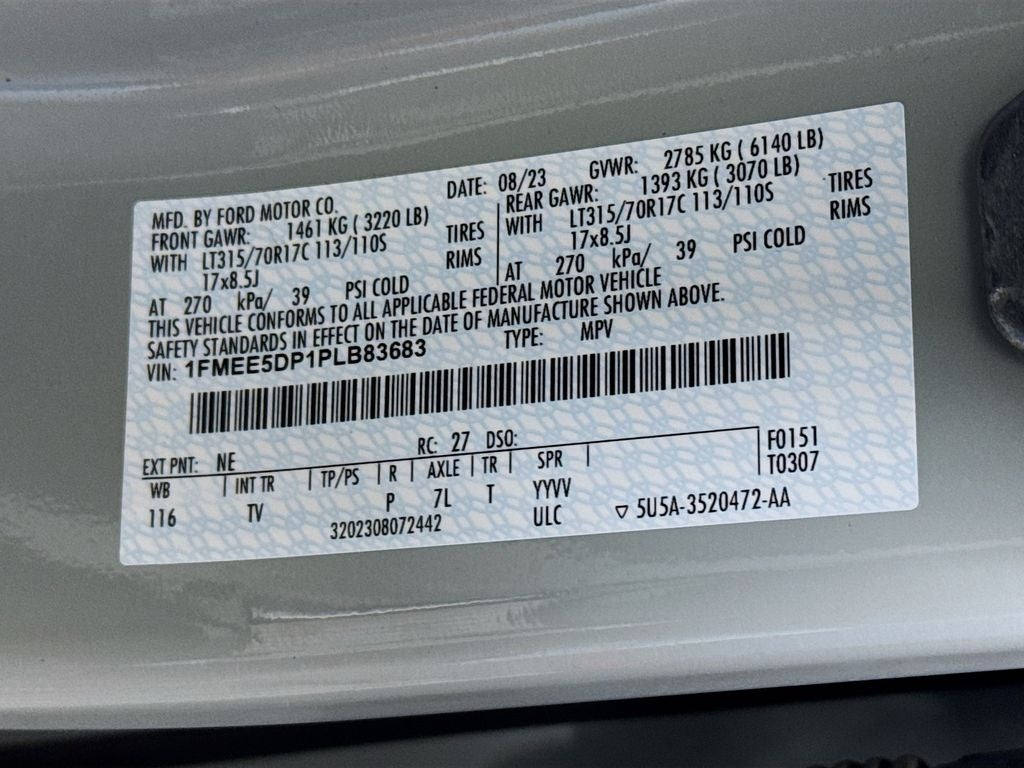 MFD. BY FORD MOTOR CO. DATE: 08/23 GVWR: 2785 KG ( 6140 LB)
FRONT GAWR: 1461 KG ( 3220 LB) REAR GAWR: 1393 KG ( 3070 LB)
WITH LT315/70R17C 113/110S TIRES WITH LT315/70R17C 113/110S TIRES
17x8.5J RIMS 17x8.5J RIMS
AT 270 kPa/ 39 PSI COLD AT 270 kPa/ 39 PSI COLD
THIS VEHICLE CONFORMS TO ALL APPLICABLE FEDERAL MOTOR VEHICLE
SAFETY STANDARDS IN EFFECT ON THE DATE OF MANUFACTURE SHOWN ABOVE.
VIN: 1FMEE5DP1PLB83683 TYPE: MPV
EXT PNT: NE RC: 27 DSO: F0151
WB INT TR TP/PS R AXLE TR SPR T0307
116 TV P 7L T YYVV
3202308072442 ULC ▽ 5U5A-3520472-AA